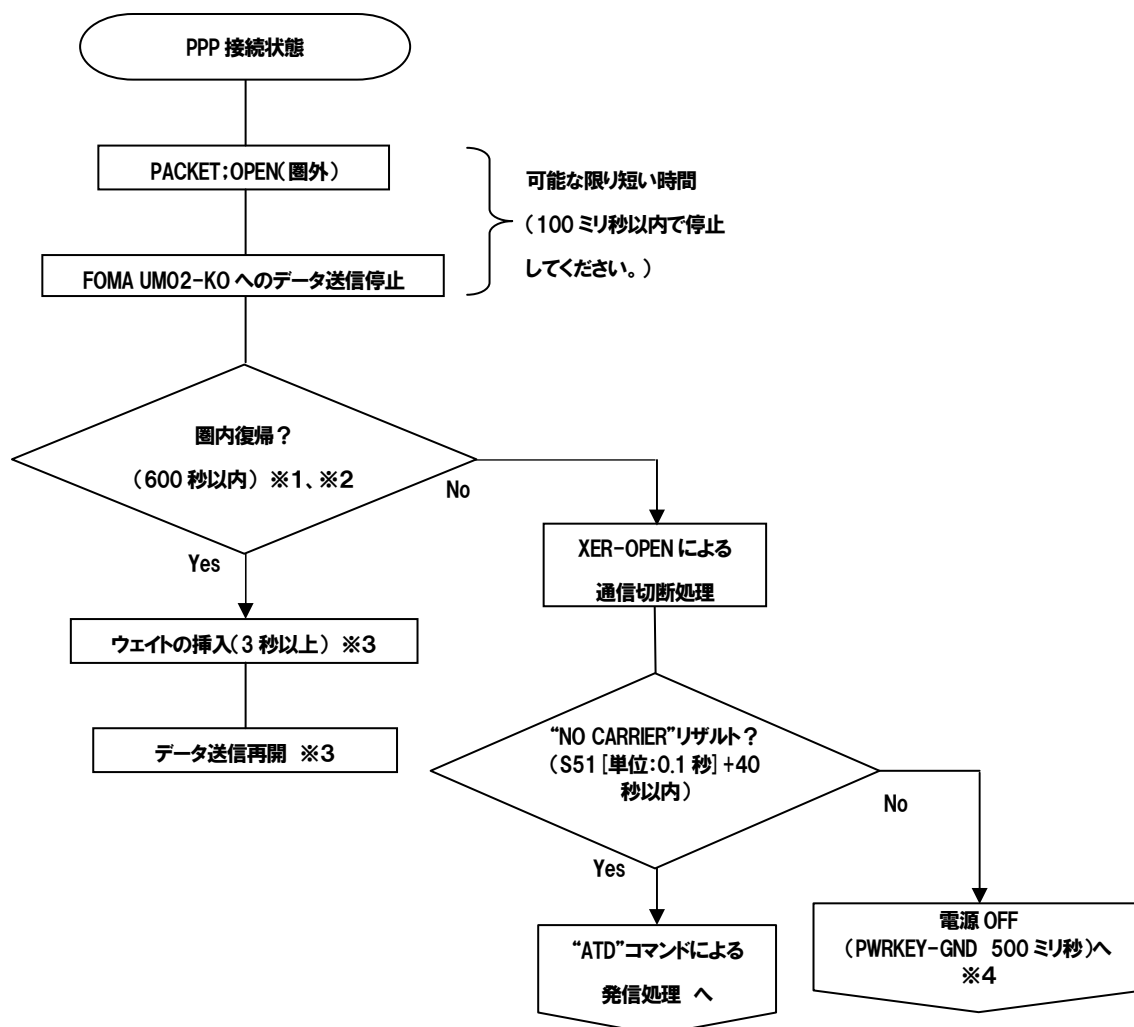 PPP 接続状態
PACKET;OPEN(圏外)
可能な限り短い時間
(100 ミリ秒以内で停止
してください。)
FOMA UM02-KO へのデータ送信停止
圏内復帰?
(600 秒以内) ※1、※2
No
Yes
XER-OPEN による
通信切断処理
ウェイトの挿入(3 秒以上) ※3
データ送信再開 ※3
“NO CARRIER”リザルト?
(S51 [単位:0.1 秒] +40
秒以内)
No
Yes
“ATD”コマンドによる
発信処理 へ
電源 OFF
(PWRKEY-GND 500 ミリ秒)へ
※4